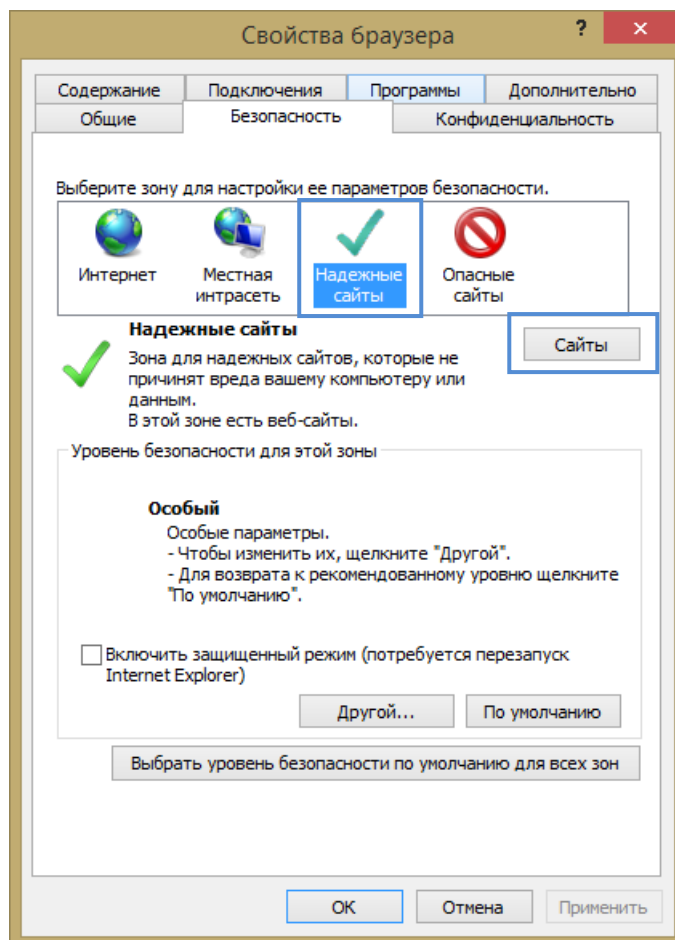 Свойства браузера
?
Содержание Подключения Программы Дополнительно
Общие Безопасность Конфиденциальность
Выберите зону для настройки ее параметров безопасности.
Интернет Местная Надежные Опасные
интрасеть сайты сайты
Надежные сайты
Сайты
Зона для надежных сайтов, которые не
причинят вреда вашему компьютеру или
данным.
В этой зоне есть веб-сайты.
Уровень безопасности для этой зоны
Особый
Особые параметры.
- Чтобы изменить их, щелкните "Другой".
- Для возврата к рекомендованному уровню щелкните
"По умолчанию".
Включить защищенный режим (потребуется перезапуск
Internet Explorer)
Другой... По умолчанию
Выбрать уровень безопасности по умолчанию для всех зон
ОК Отмена Применить